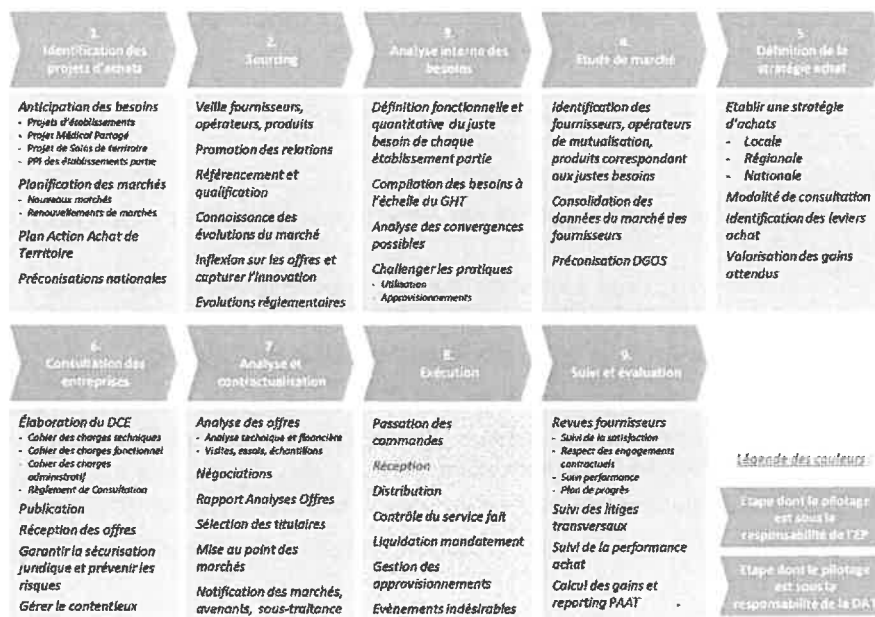 1.
Identification des
projets d'achats
Anticipation des besoins
- Projets d'établissements
- Projet Médical Partagé
- Projet de Soins de territoire
- PPI des établissements partie
Planification des marchés
- Nouveaux marchés
- Renouvellements de marchés
Plan Action Achat de
Territoire
Préconisations nationales
2.
Sourcing
Veille fournisseurs,
opérateurs, produits
Promotion des relations
Référencement et
qualification
Connaissance des
évolutions du marché
Inflexion sur les offres et
capturer l'innovation
Evolutions réglementaires
3.
Analyse interne des
besoins
Définition fonctionnelle et
quantitative du juste
besoin de chaque
établissement partie
Compilation des besoins à
l'échelle du GHT
Analyse des convergences
possibles
Challenger les pratiques
- Utilisation
- Approvisionnements
4.
Etude de marché
Identification des
fournisseurs, opérateurs
de mutualisation,
produits correspondant
aux justes besoins
Consolidation des
données du marché des
fournisseurs
Préconisation DGOS
5.
Définition de la
stratégie achat
Etablir une stratégie
d'achats
- Locale
- Régionale
- Nationale
Modalité de consultation
Identification des leviers
achat
Valorisation des gains
attendus
6.
Consultation des
entreprises
Élaboration du DCE
- Cahier des charges techniques
- Cahier des charges fonctionnel
- Cahier des charges
administratif
- Règlement de Consultation
Publication
Réception des offres
Garantir la sécurisation
juridique et prévenir les
risques
Gérer le contentieux
7.
Analyse et
contractualisation
Analyse des offres
- Analyse technique et financière
- Visites, essais, échantillons
Négociations
Rapport Analyses Offres
Sélection des titulaires
Mise au point des
marchés
Notification des marchés,
avenants, sous-traitance
8.
Exécution
Passation des
commandes
Réception
Distribution
Contrôle du service fait
Liquidation mandatement
Gestion des
approvisionnements
Evènements indésirables
9.
Suivi et évaluation
Revues fournisseurs
- Suivi de la satisfaction
- Respect des engagements
contractuels
- Suivi performance
- Plan de progrès
Suivi des litiges
transversaux
Suivi de la performance
achat
Calcul des gains et
reporting PAAT
Légende des couleurs :
Etape dont le pilotage
est sous la
responsabilité de l'EP
Etape dont le pilotage
est sous la
responsabilité de la DAT